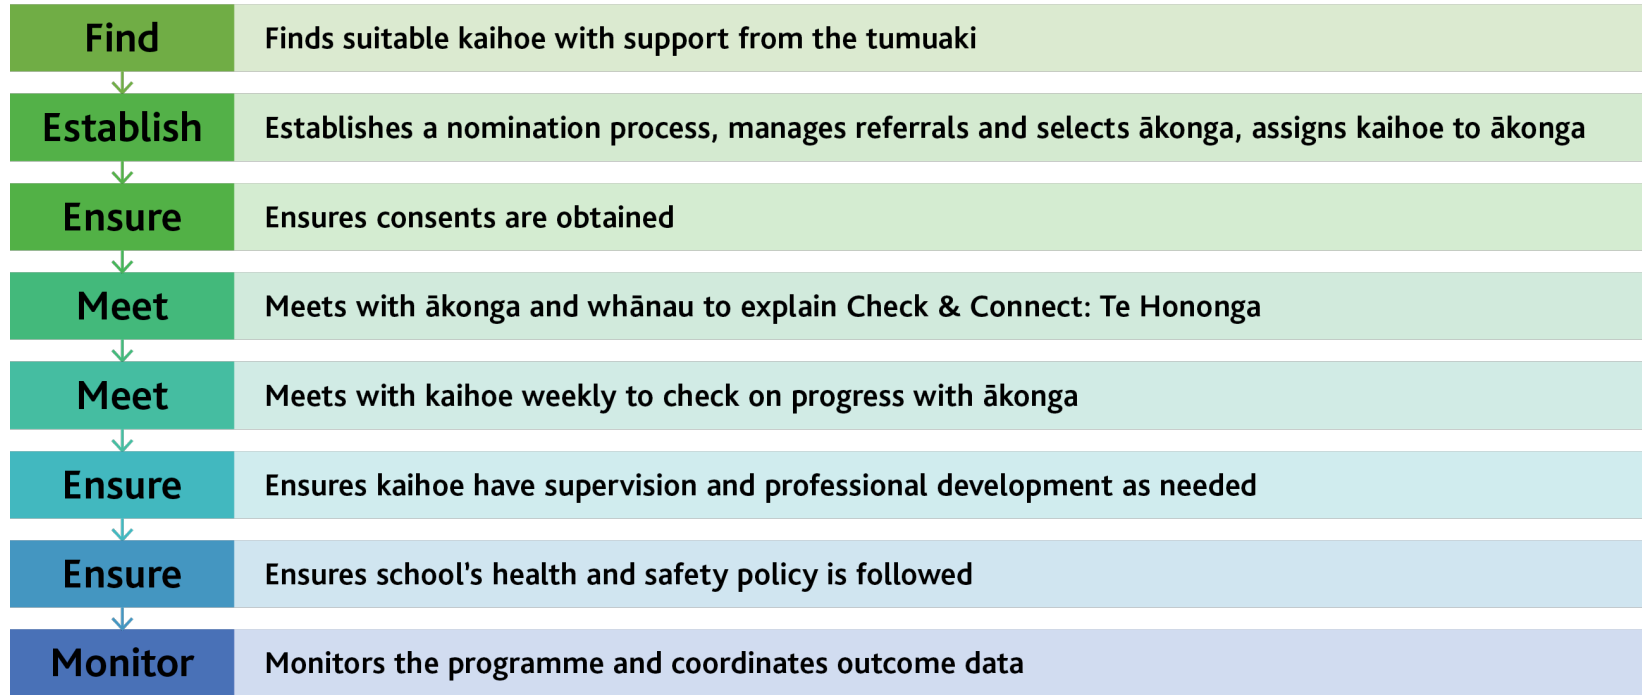 Find
Finds suitable kaihoe with support from the tumuaki
Establish
Establishes a nomination process, manages referrals and selects ākonga, assigns kaihoe to ākonga
Ensure
Ensures consents are obtained
Meet
Meets with ākonga and whānau to explain Check & Connect: Te Hononga
Meet
Meets with kaihoe weekly to check on progress with ākonga
Ensure
Ensures kaihoe have supervision and professional development as needed
Ensure
Ensures school’s health and safety policy is followed
Monitor
Monitors the programme and coordinates outcome data